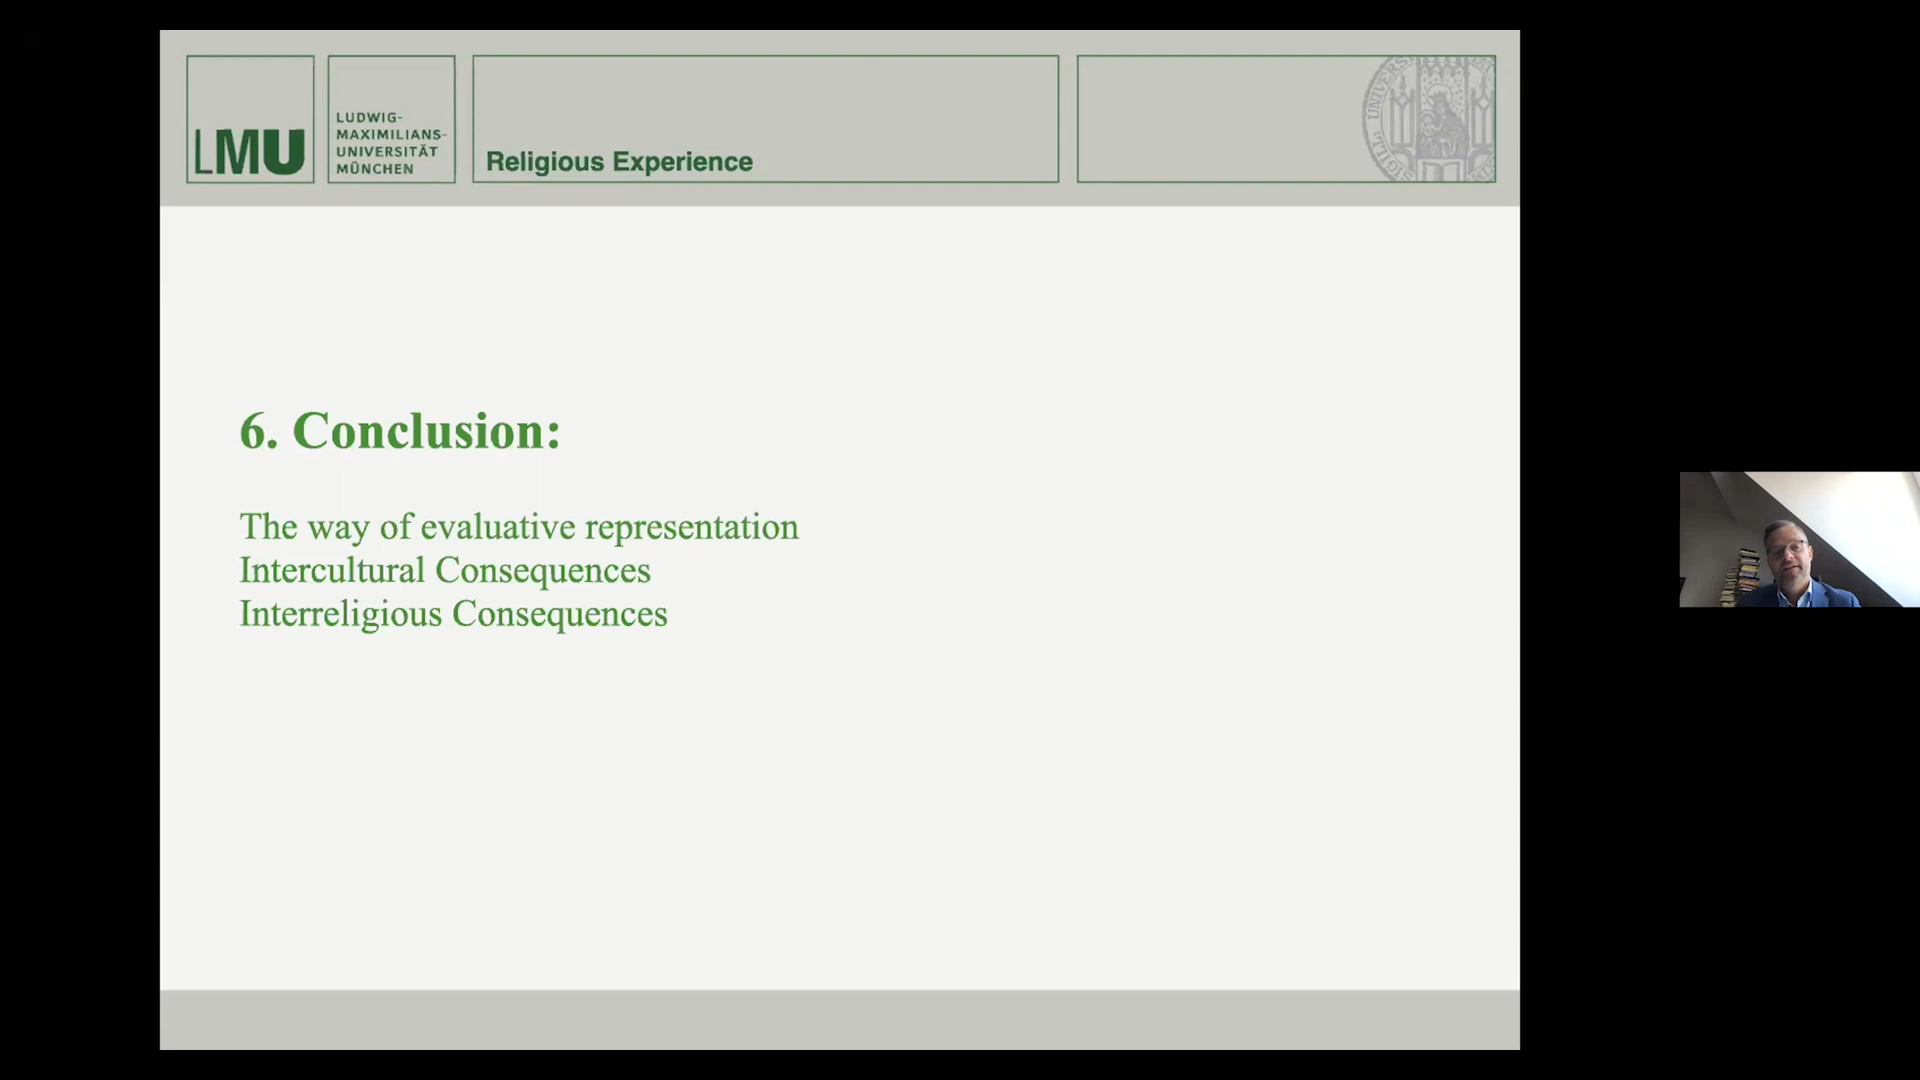 LMU
LUDWIG-
MAXIMILIANS-
UNIVERSITÄT
MÜNCHEN
Religious Experience
6. Conclusion:
The way of evaluative representation
Intercultural Consequences
Interreligious Consequences